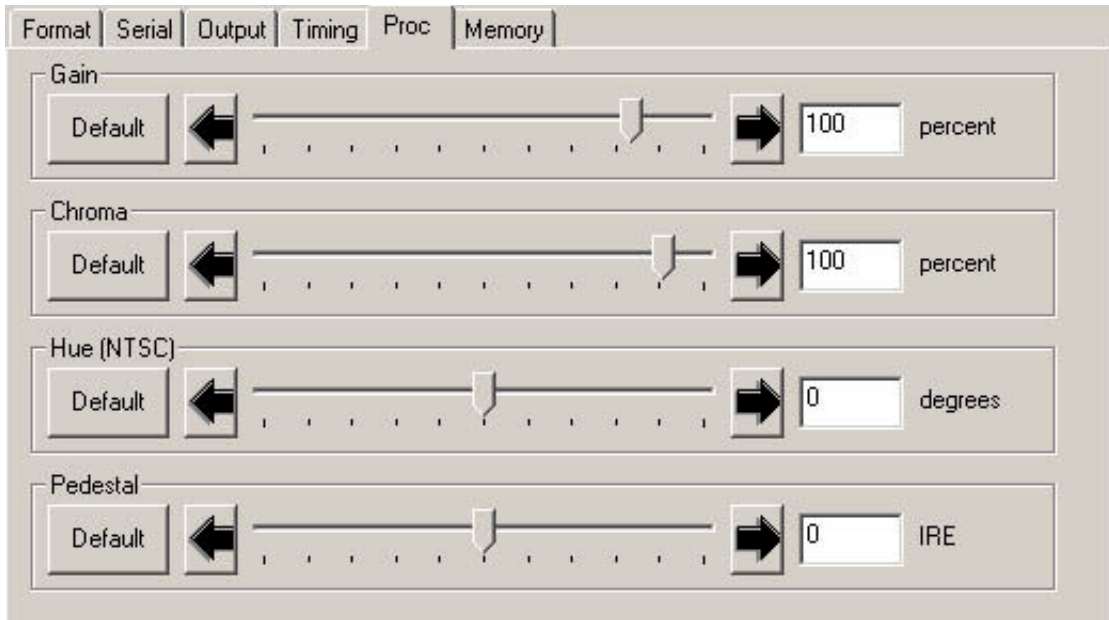 Format Serial Output Timing Proc Memory
Gain
Default 100 percent
Chroma
Default 100 percent
Hue (NTSC)
Default 0 degrees
Pedestal
Default 0 IRE